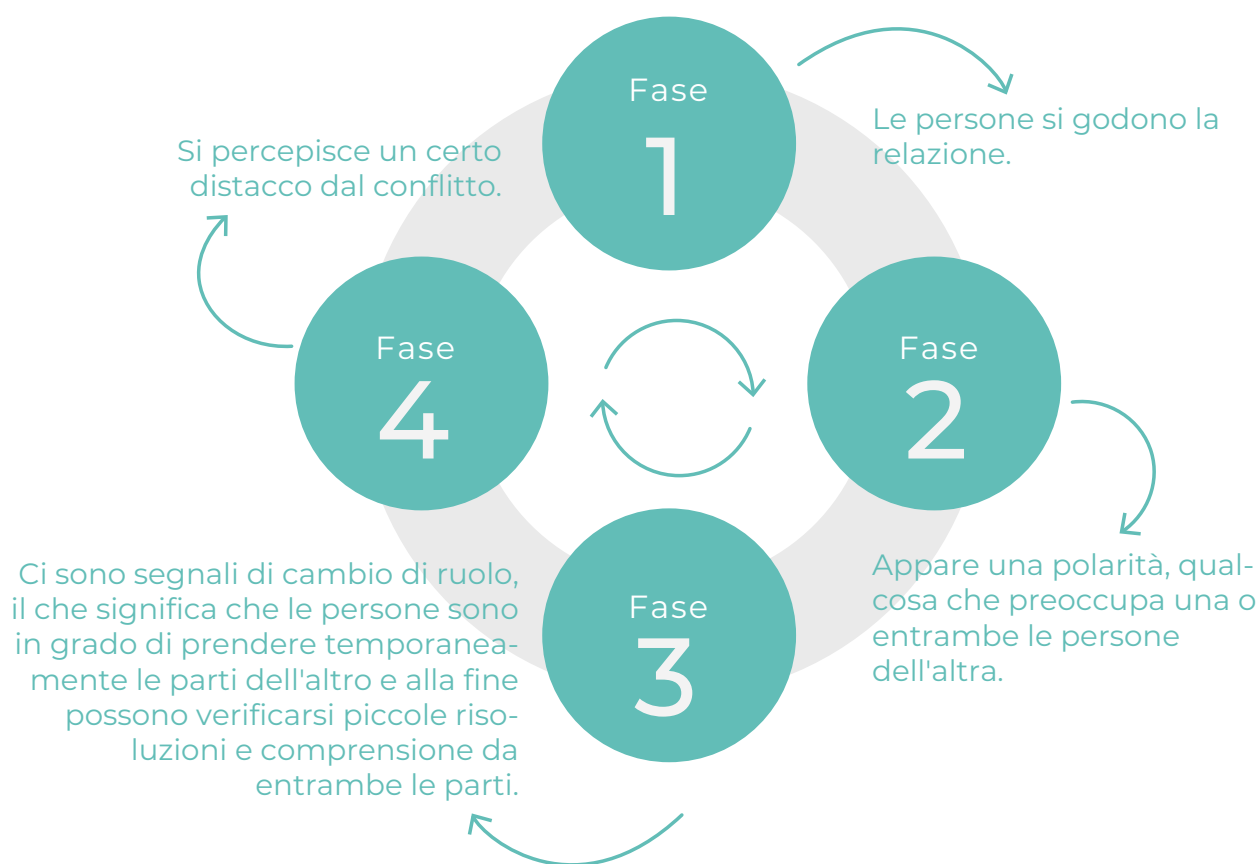 Fase
1
Le persone si godono la
relazione.
Fase
2
Appare una polarità, qual-
cosa che preoccupa una o
entrambe le persone
dell'altra.
Fase
3
Ci sono segnali di cambio di ruolo,
il che significa che le persone sono
in grado di prendere temporanea-
mente le parti dell'altro e alla fine
possono verificarsi piccole riso-
luzioni e comprensione da
entrambe le parti.
Fase
4
Si percepisce un certo
distacco dal conflitto.